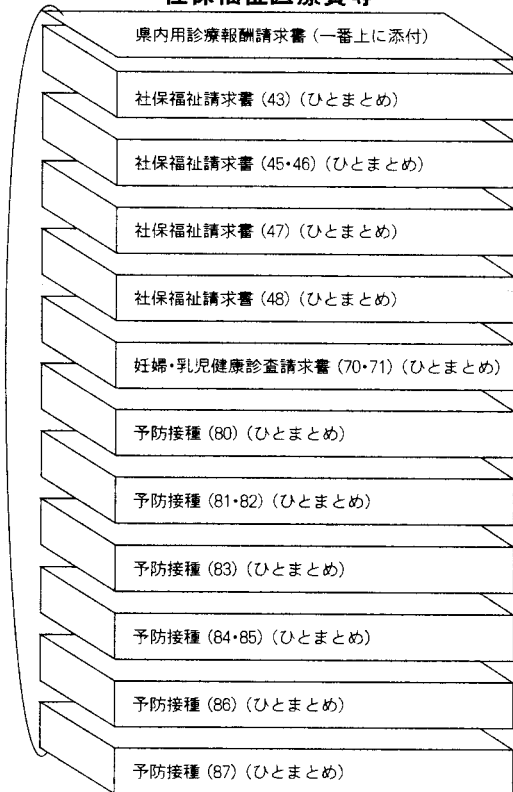 社保福祉医療費等
県内用診療報酬請求書 (一番上に添付)
社保福祉請求書 (43) (ひとまとめ)
社保福祉請求書 (45・46) (ひとまとめ)
社保福祉請求書 (47) (ひとまとめ)
社保福祉請求書 (48) (ひとまとめ)
妊婦・乳児健康診査請求書 (70・71) (ひとまとめ)
予防接種 (80) (ひとまとめ)
予防接種 (81・82) (ひとまとめ)
予防接種 (83) (ひとまとめ)
予防接種 (84・85) (ひとまとめ)
予防接種 (86) (ひとまとめ)
予防接種 (87) (ひとまとめ)